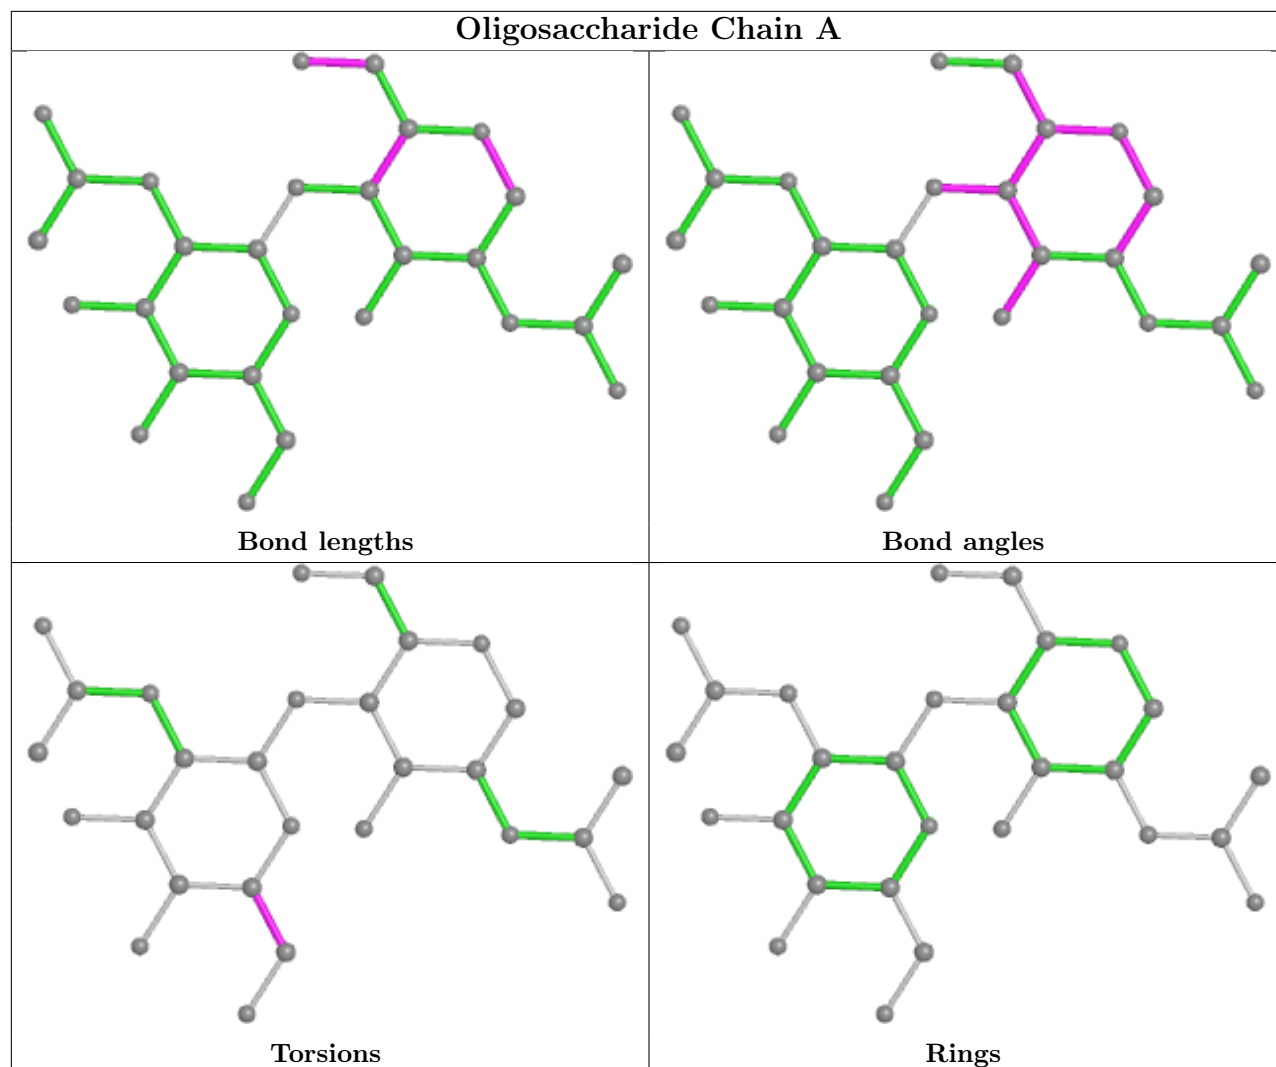 Oligosaccharide Chain A
Bond lengths
Bond angles
Torsions
Rings